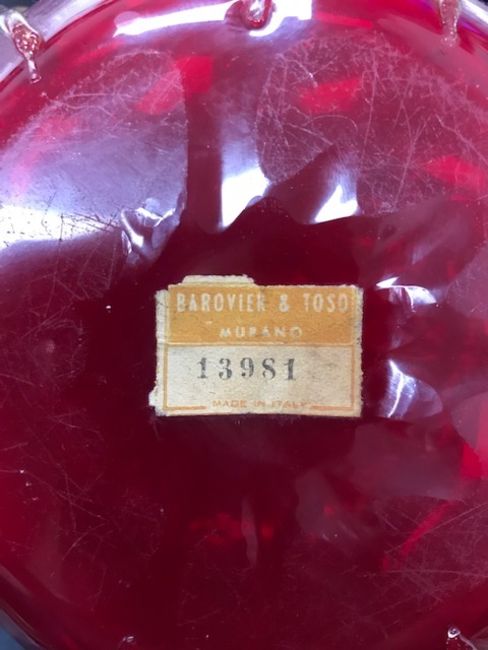 BAROVIER & TOSO
MURANO
13981
MADE IN ITALY